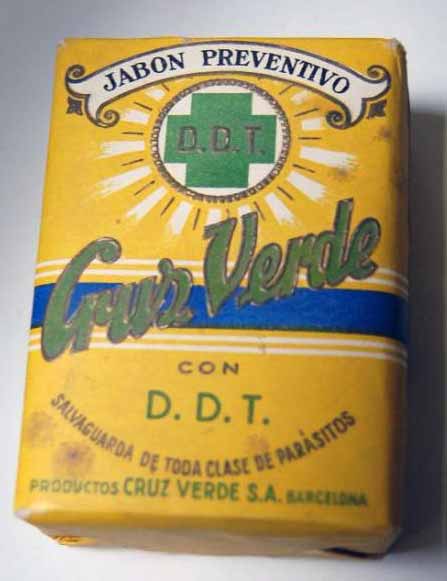 JABON PREVENTIVO
D.D.T.
Cruz Verde
CON
D. D. T.
SALVAGUARDA DE TODA CLASE DE PARÁSITOS
PRODUCTOS CRUZ VERDE S.A. BARCELONA